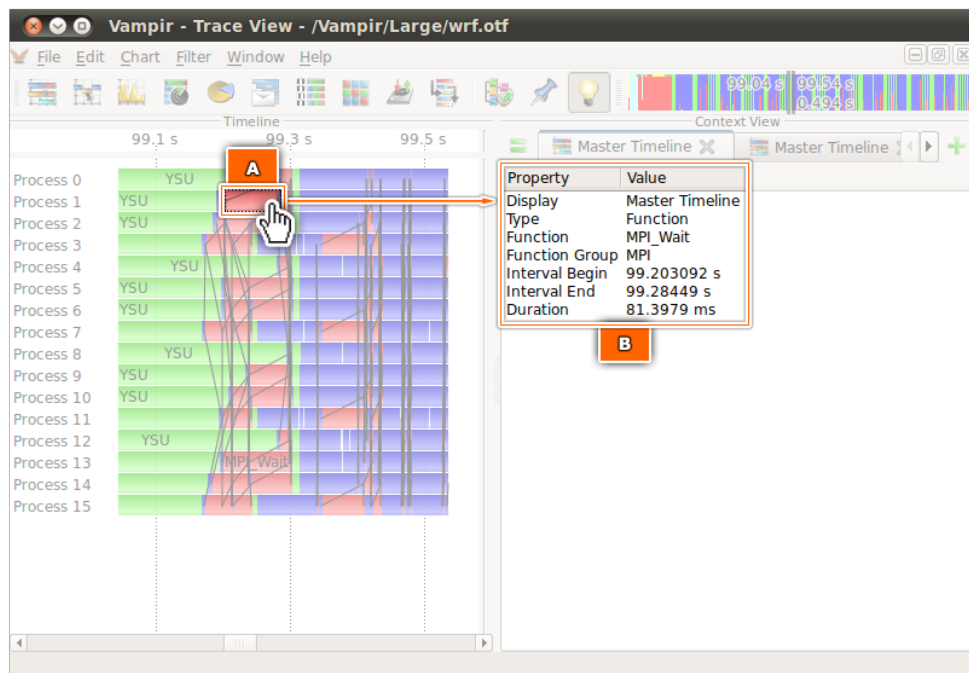 Vampir - Trace View - /Vampir/Large/wrf.otf
File Edit Chart Filter Window Help
99.04 s 99.54 s
0.494 s
Timeline
Context View
99.1 s 99.3 s 99.5 s
Master Timeline
Master Timeline
A
Property Value
Display Master Timeline
Type Function
Function MPI_Wait
Function Group MPI
Interval Begin 99.203092 s
Interval End 99.28449 s
Duration 81.3979 ms
B
Process 0 YSU
Process 1 YSU
Process 2 YSU
Process 3
Process 4 YSU
Process 5 YSU
Process 6 YSU
Process 7
Process 8 YSU
Process 9 YSU
Process 10 YSU
Process 11
Process 12 YSU
Process 13 MPI_Wait
Process 14
Process 15